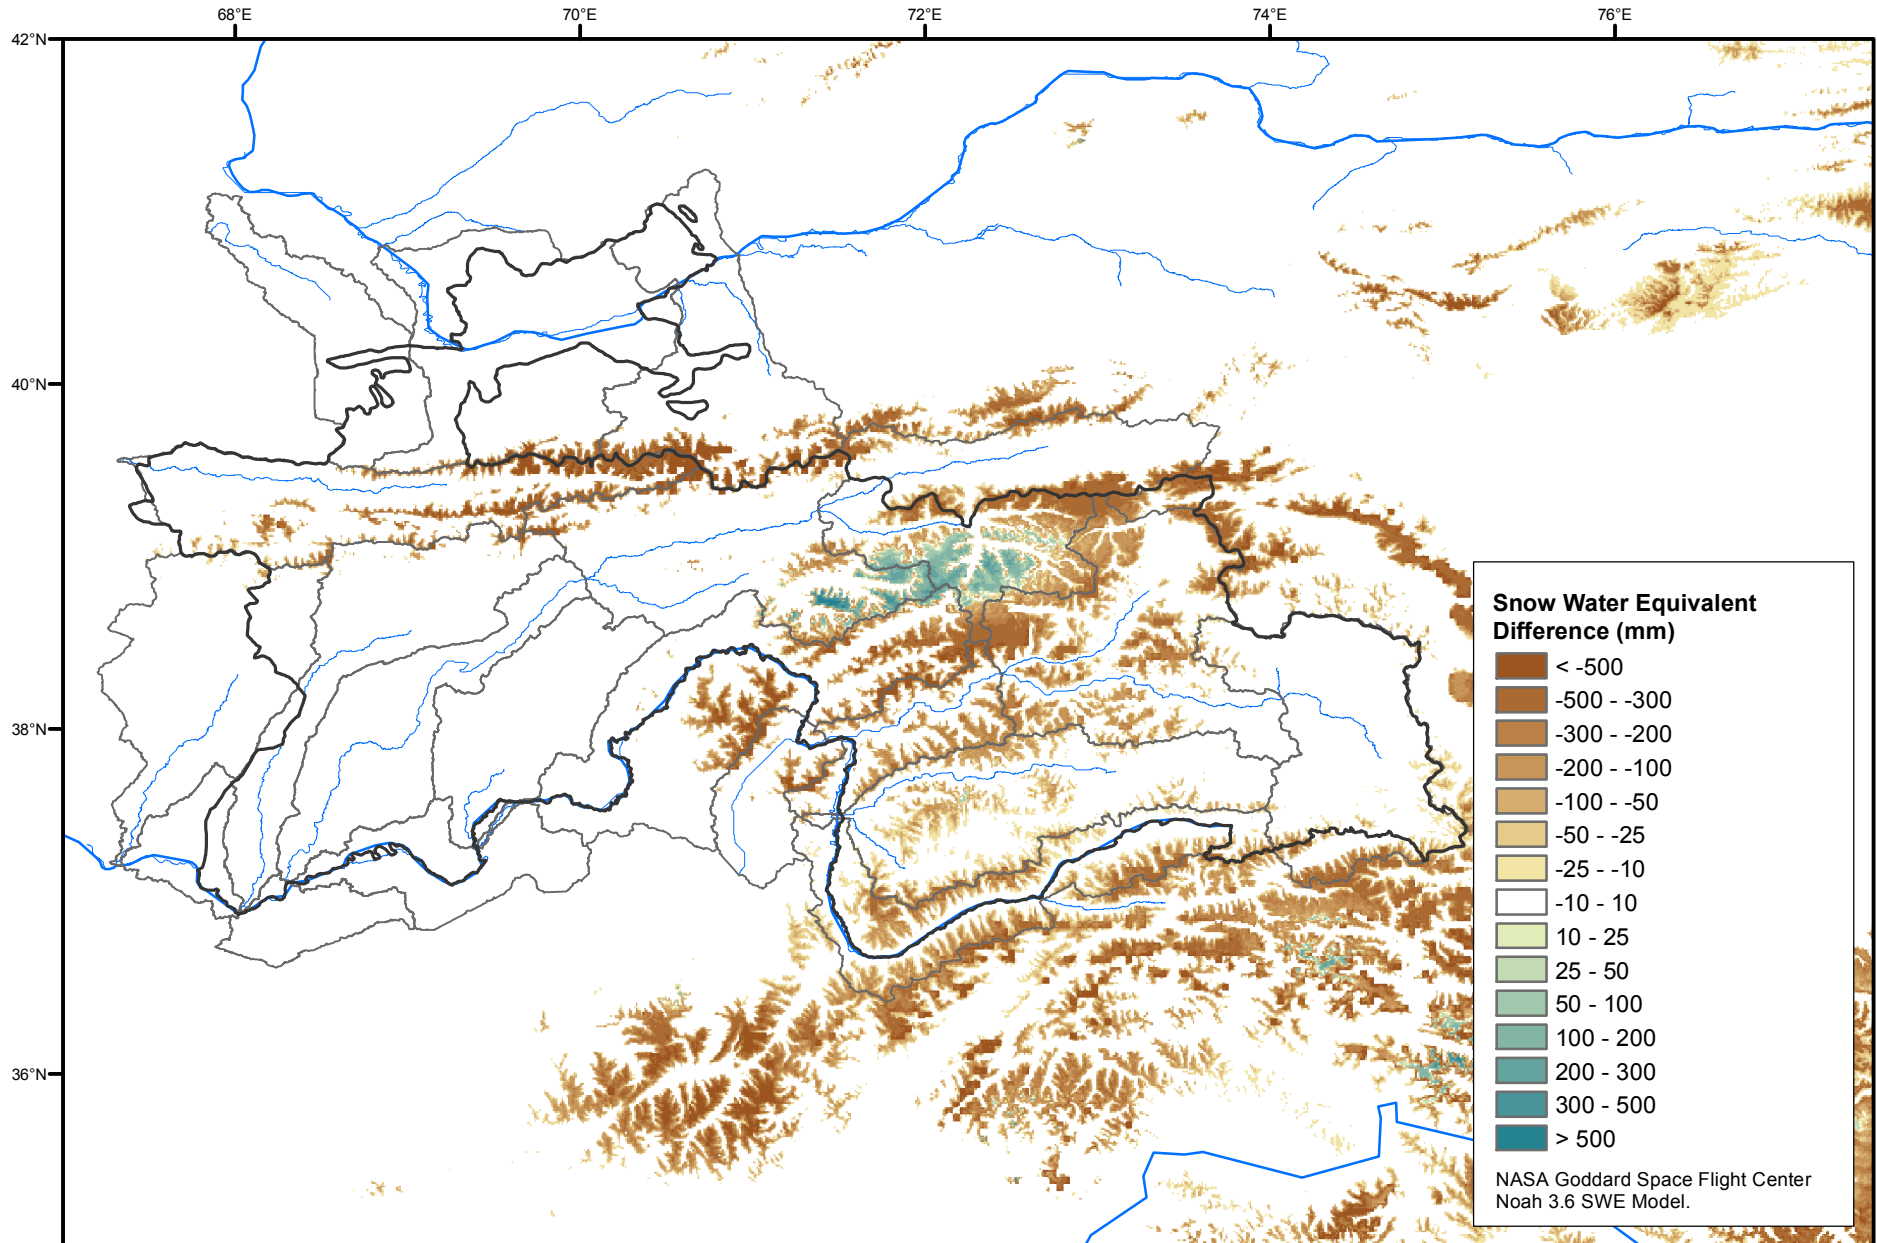 68°E 70°E 72°E 74°E 76°E
42°N
40°N
38°N
36°N
Snow Water Equivalent
Difference (mm)
< -500
-500 - -300
-300 - -200
-200 - -100
-100 - -50
-50 - -25
-25 - -10
-10 - 10
10 - 25
25 - 50
50 - 100
100 - 200
200 - 300
300 - 500
> 500
NASA Goddard Space Flight Center
Noah 3.6 SWE Model.